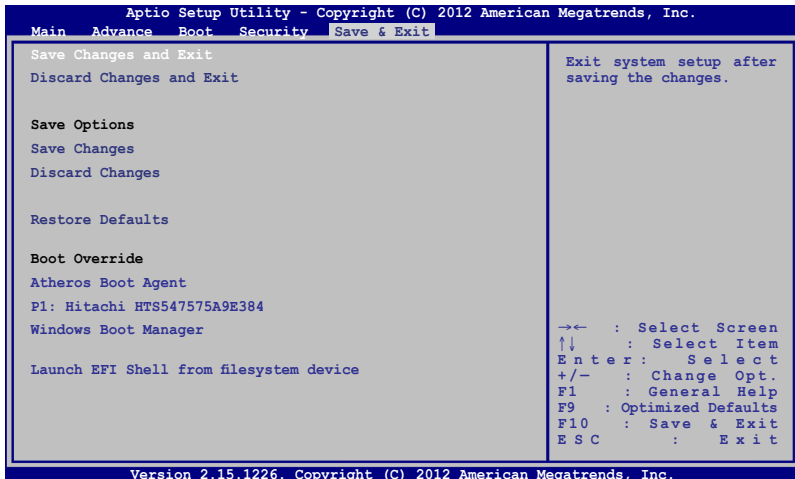 Aptio Setup Utility - Copyright (C) 2012 American Megatrends, Inc.
Main Advance Boot Security Save & Exit
Save Changes and Exit
Discard Changes and Exit
Save Options
Save Changes
Discard Changes
Restore Defaults
Boot Override
Atheros Boot Agent
P1: Hitachi HTS547575A9E384
Windows Boot Manager
Launch EFI Shell from filesystem device
Exit system setup after
saving the changes.
→← : Select Screen
↑↓ : Select Item
Enter: Select
+/— : Change Opt.
F1 : General Help
F9 : Optimized Defaults
F10 : Save & Exit
ESC : Exit
Version 2.15.1226. Copyright (C) 2012 American Megatrends, Inc.